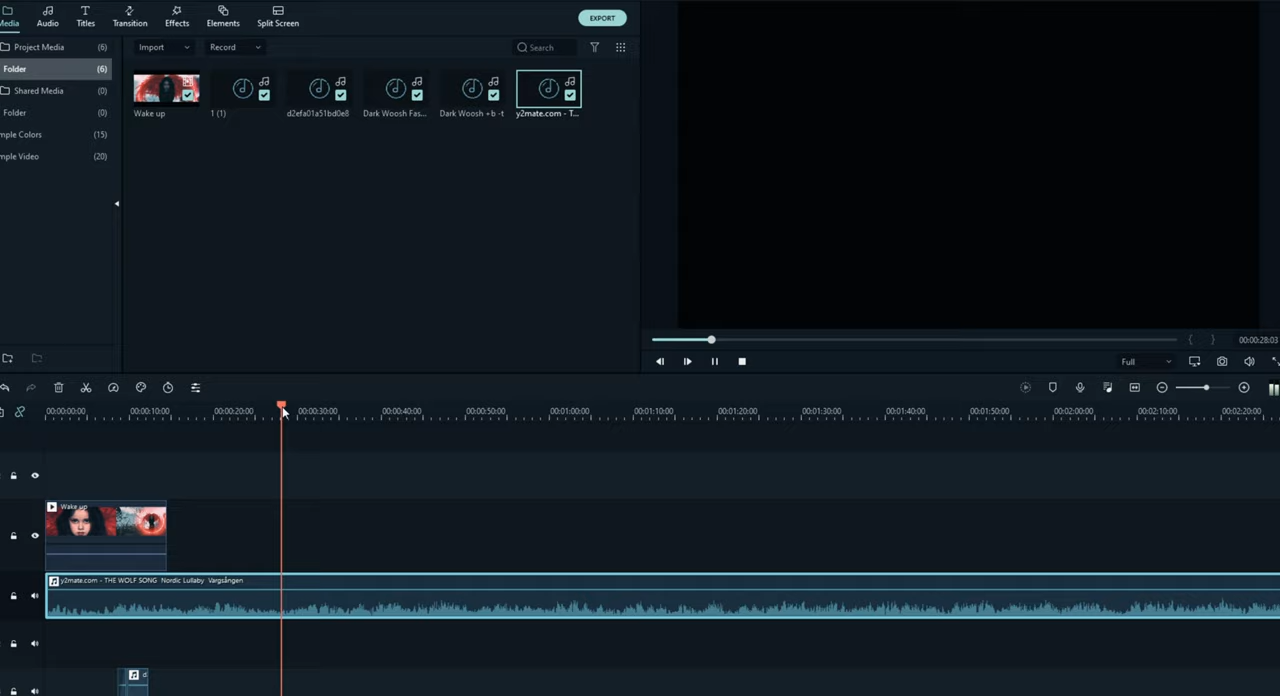 Media Audio Titles Transition Effects Elements Split Screen EXPORT
Project Media (6) Import Record Search
Folder (6)
Shared Media (0)
Folder (0)
mple Colors (15)
mple Video (20)
Wake up 1 (1) d2efa01a51bd0e8 Dark Woosh Fas... Dark Woosh +b -t y2mate.com - T...
{ } 00:00:28:03
Full
00:00:00:00 00:00:10:00 00:00:20:00 00:00:30:00 00:00:40:00 00:00:50:00 00:01:00:00 00:01:10:00 00:01:20:00 00:01:30:00 00:01:40:00 00:01:50:00 00:02:00:00 00:02:10:00 00:02:20:00
Wake up
y2mate.com - THE WOLF SONG Nordic Lullaby Vargsången
d